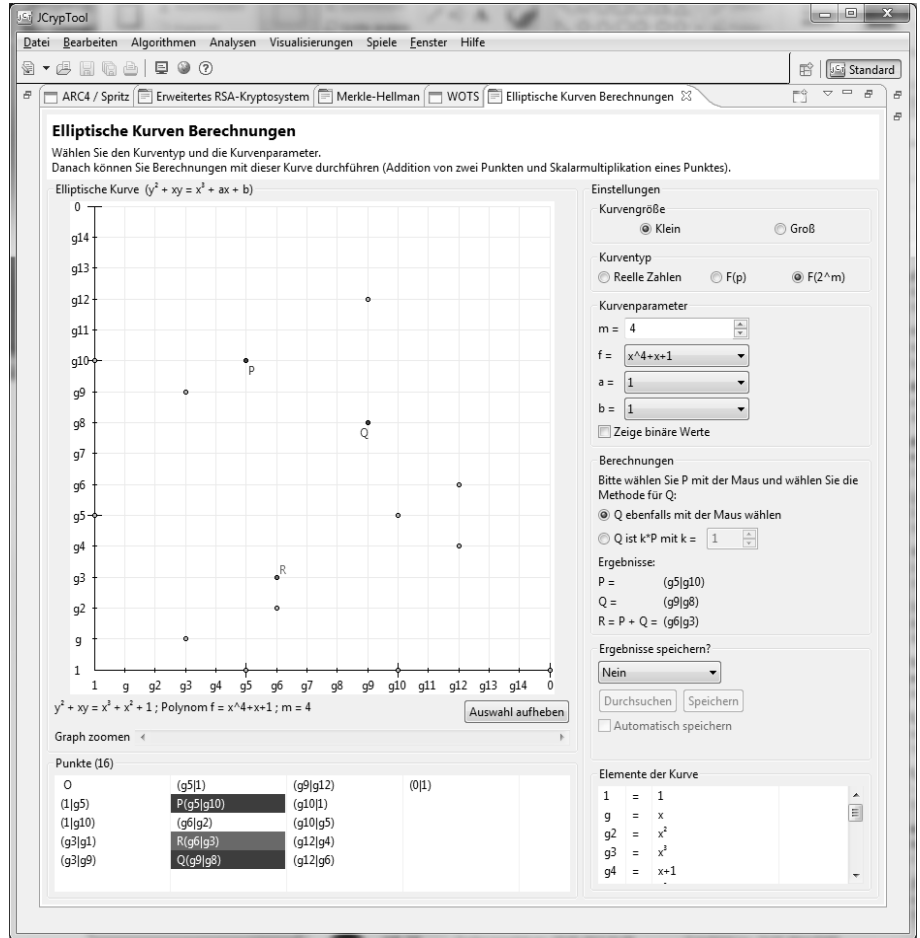 JCrypTool
Datei Bearbeiten Algorithmen Analysen Visualisierungen Spiele Fenster Hilfe
Standard
ARC4 / Spritz Erweitertes RSA-Kryptosystem Merkle-Hellman WOTS Elliptische Kurven Berechnungen
Elliptische Kurven Berechnungen
Wählen Sie den Kurventyp und die Kurvenparameter.
Danach können Sie Berechnungen mit dieser Kurve durchführen (Addition von zwei Punkten und Skalarmultiplikation eines Punktes).
Elliptische Kurve (y² + xy = x³ + ax + b)
0
g14
g13
g12
g11
g10
g9
g8
g7
g6
g5
g4
g3
g2
g
1
P
Q
R
1 g g2 g3 g4 g5 g6 g7 g8 g9 g10 g11 g12 g13 g14 0
y² + xy = x³ + x² + 1 ; Polynom f = x^4+x+1 ; m = 4
Auswahl aufheben
Graph zoomen
Punkte (16)
O (g5|1) (g9|g12) (0|1)
(1|g5) P(g5|g10) (g10|1)
(1|g10) (g6|g2) (g10|g5)
(g3|g1) R(g6|g3) (g12|g4)
(g3|g9) Q(g9|g8) (g12|g6)
Einstellungen
Kurvengröße
Klein Groß
Kurventyp
Reelle Zahlen F(p) F(2^m)
Kurvenparameter
m = 4
f = x^4+x+1
a = 1
b = 1
Zeige binäre Werte
Berechnungen
Bitte wählen Sie P mit der Maus und wählen Sie die
Methode für Q:
Q ebenfalls mit der Maus wählen
Q ist k*P mit k = 1
Ergebnisse:
P = (g5|g10)
Q = (g9|g8)
R = P + Q = (g6|g3)
Ergebnisse speichern?
Nein
Durchsuchen Speichern
Automatisch speichern
Elemente der Kurve
1 = 1
g = x
g2 = x²
g3 = x³
g4 = x+1